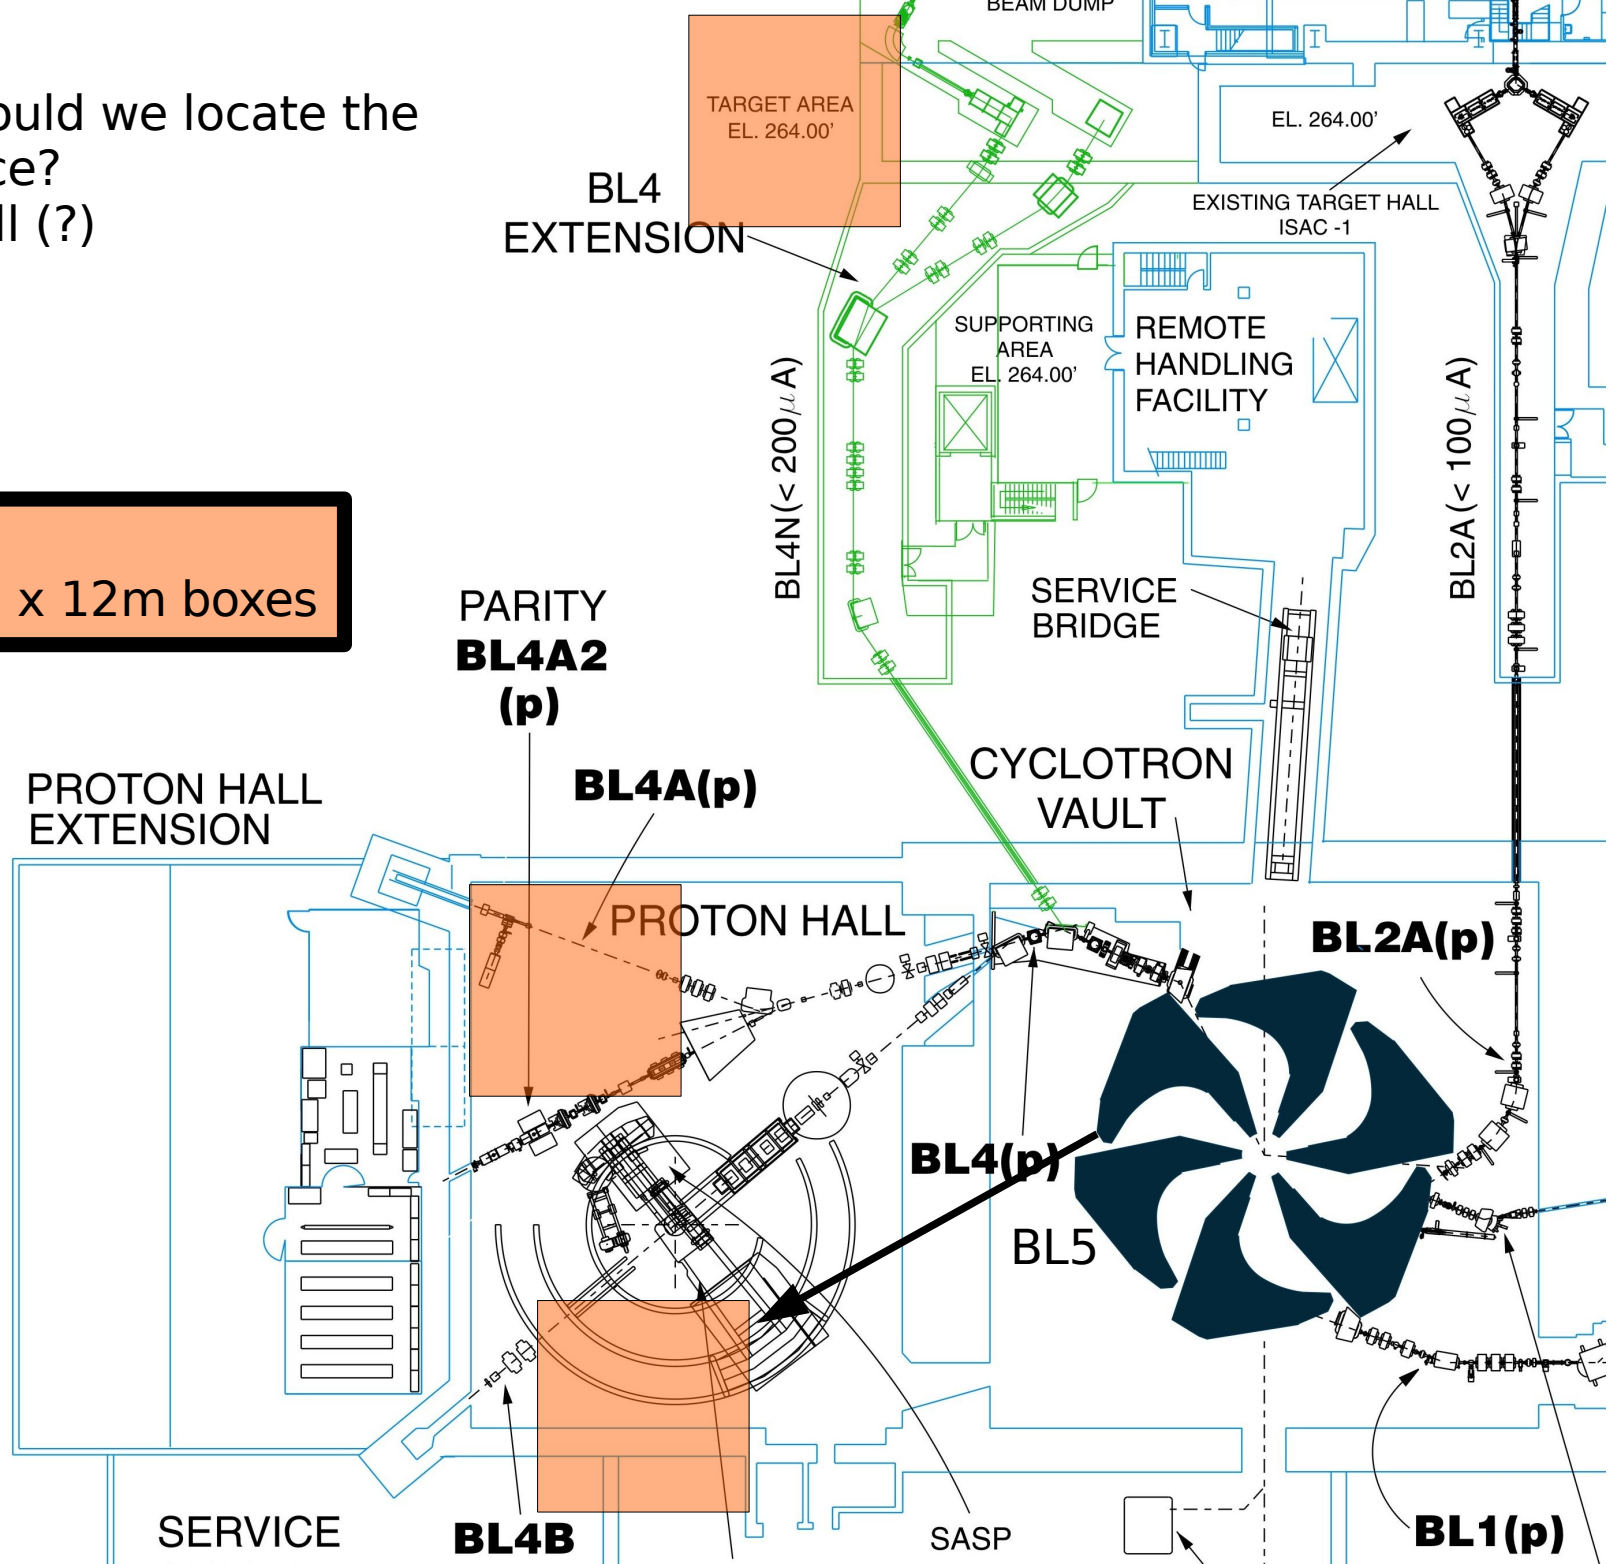 BEAM DUMP
ould we locate the
ce?
ll (?)
TARGET AREA
EL. 264.00'
EL. 264.00'
BL4
EXTENSION
EXISTING TARGET HALL
ISAC -1
SUPPORTING
AREA
EL. 264.00'
REMOTE
HANDLING
FACILITY
BL4N(< 200μA)
BL2A(< 100μA)
x 12m boxes
PARITY
BL4A2
(p)
SERVICE
BRIDGE
CYCLOTRON
VAULT
PROTON HALL
EXTENSION
BL4A(p)
PROTON HALL
BL2A(p)
BL4(p)
BL5
SERVICE
BL4B
SASP
BL1(p)